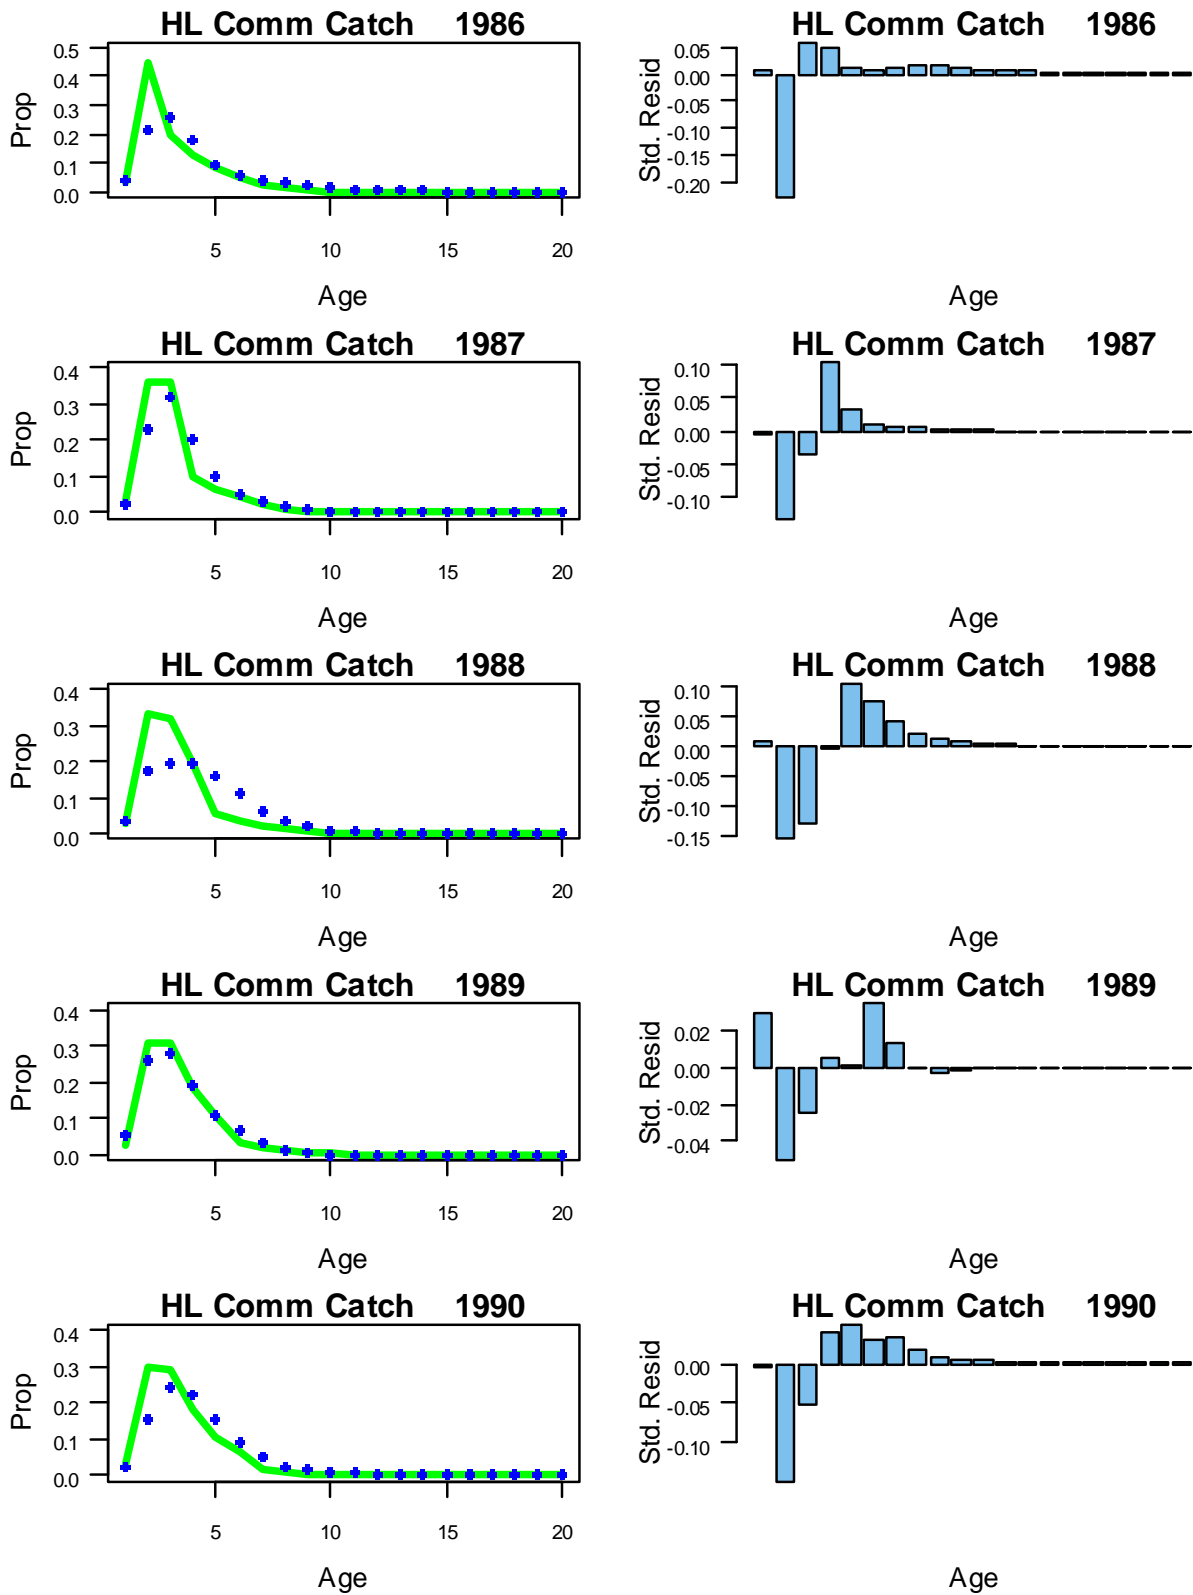 HL Comm Catch 1986
Prop
0.5
0.4
0.3
0.2
0.1
0.0
5 10 15 20
Age
HL Comm Catch 1986
Std. Resid
0.05
0.00
-0.05
-0.10
-0.15
-0.20
Age
HL Comm Catch 1987
Prop
0.4
0.3
0.2
0.1
0.0
5 10 15 20
Age
HL Comm Catch 1987
Std. Resid
0.10
0.05
0.00
-0.05
-0.10
Age
HL Comm Catch 1988
Prop
0.4
0.3
0.2
0.1
0.0
5 10 15 20
Age
HL Comm Catch 1988
Std. Resid
0.10
0.05
0.00
-0.05
-0.10
-0.15
Age
HL Comm Catch 1989
Prop
0.4
0.3
0.2
0.1
0.0
5 10 15 20
Age
HL Comm Catch 1989
Std. Resid
0.02
0.00
-0.02
-0.04
Age
HL Comm Catch 1990
Prop
0.4
0.3
0.2
0.1
0.0
5 10 15 20
Age
HL Comm Catch 1990
Std. Resid
0.00
-0.05
-0.10
Age